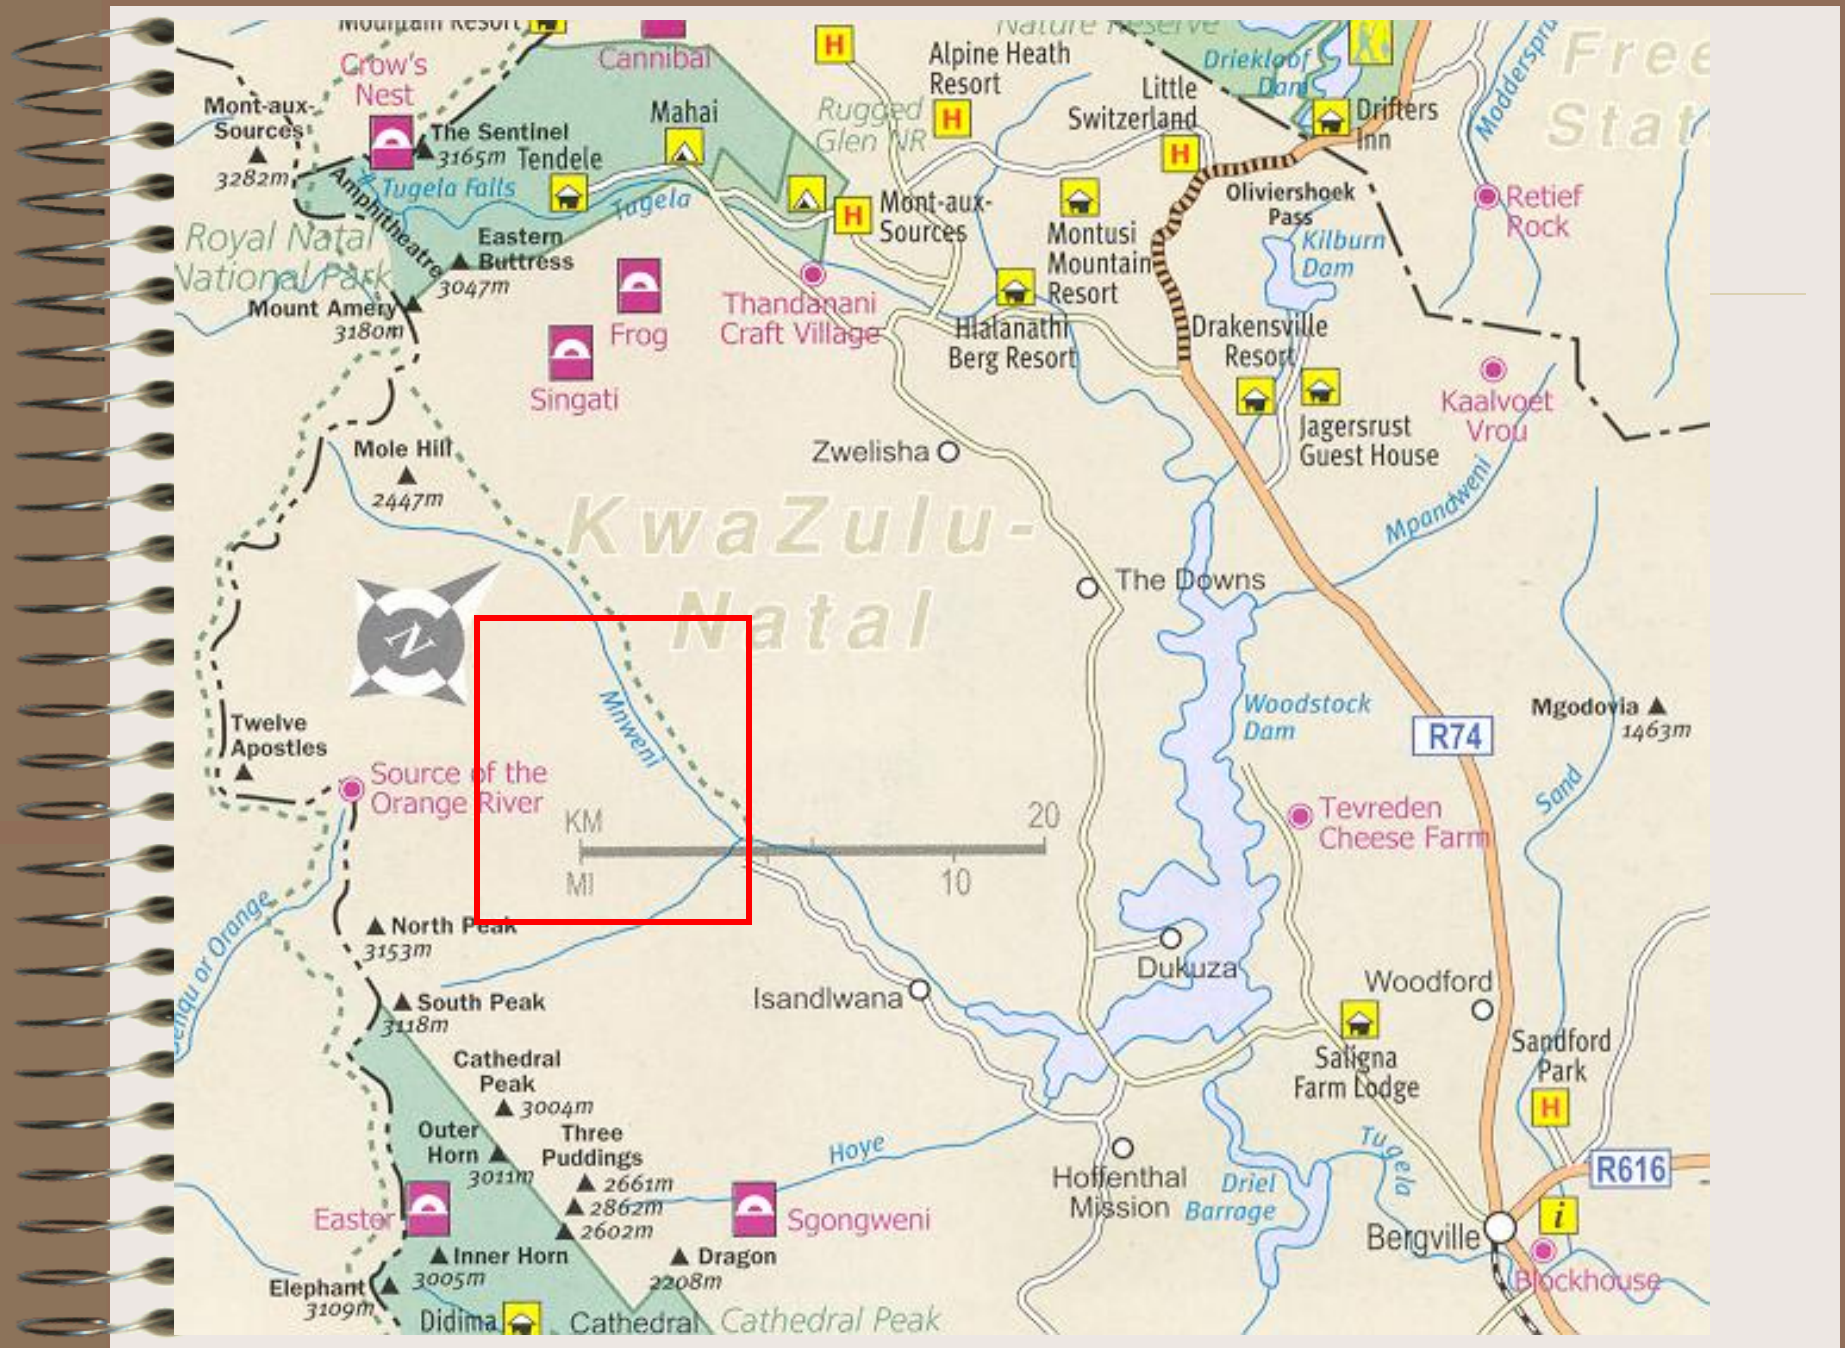 Mountain Resort
Cannibal
Nature Reserve
Crow's
Nest
Alpine Heath
Resort
Driekloof
Dam
Free
Mont-aux-
Sources
3282m
The Sentinel
3165m
Mahai
Rugged
Glen NR
Little
Switzerland
Drifters
Inn
Modderspru
Tendele
Tugela Falls
Tugela
Amphitheatre
Royal Natal
National Park
Eastern
Buttress
3047m
Mount Amery
3180m
Mont-aux-
Sources
Montusi
Mountain
Resort
Oliviershoek
Pass
Kilburn
Dam
Retief
Rock
Frog
Singati
Thandanani
Craft Village
Hlalanathi
Berg Resort
Drakensville
Resort
Jagersrust
Guest House
Kaalvoet
Vrou
Mole Hill
2447m
Zwelisha
KwaZulu-
Natal
Mpandweni
The Downs
N
Mnweni
Woodstock
Dam
R74
Mgodovia
1463m
Twelve
Apostles
Source of the
Orange River
KM
20
MI
10
Tevreden
Cheese Farm
Sand
North Peak
3153m
or Orange
South Peak
3118m
Isandlwana
Dukuza
Woodford
Cathedral
Peak
3004m
Saligna
Farm Lodge
Sandford
Park
H
Outer
Horn
3011m
Three
Puddings
2661m
2862m
2602m
Hoye
Hoffenthal
Mission
Driel
Barrage
Tugela
R616
Easter
Sgongweni
Bergville
i
Blockhouse
Inner Horn
3005m
Dragon
2208m
Elephant
3109m
Didima
Cathedral
Cathedral Peak